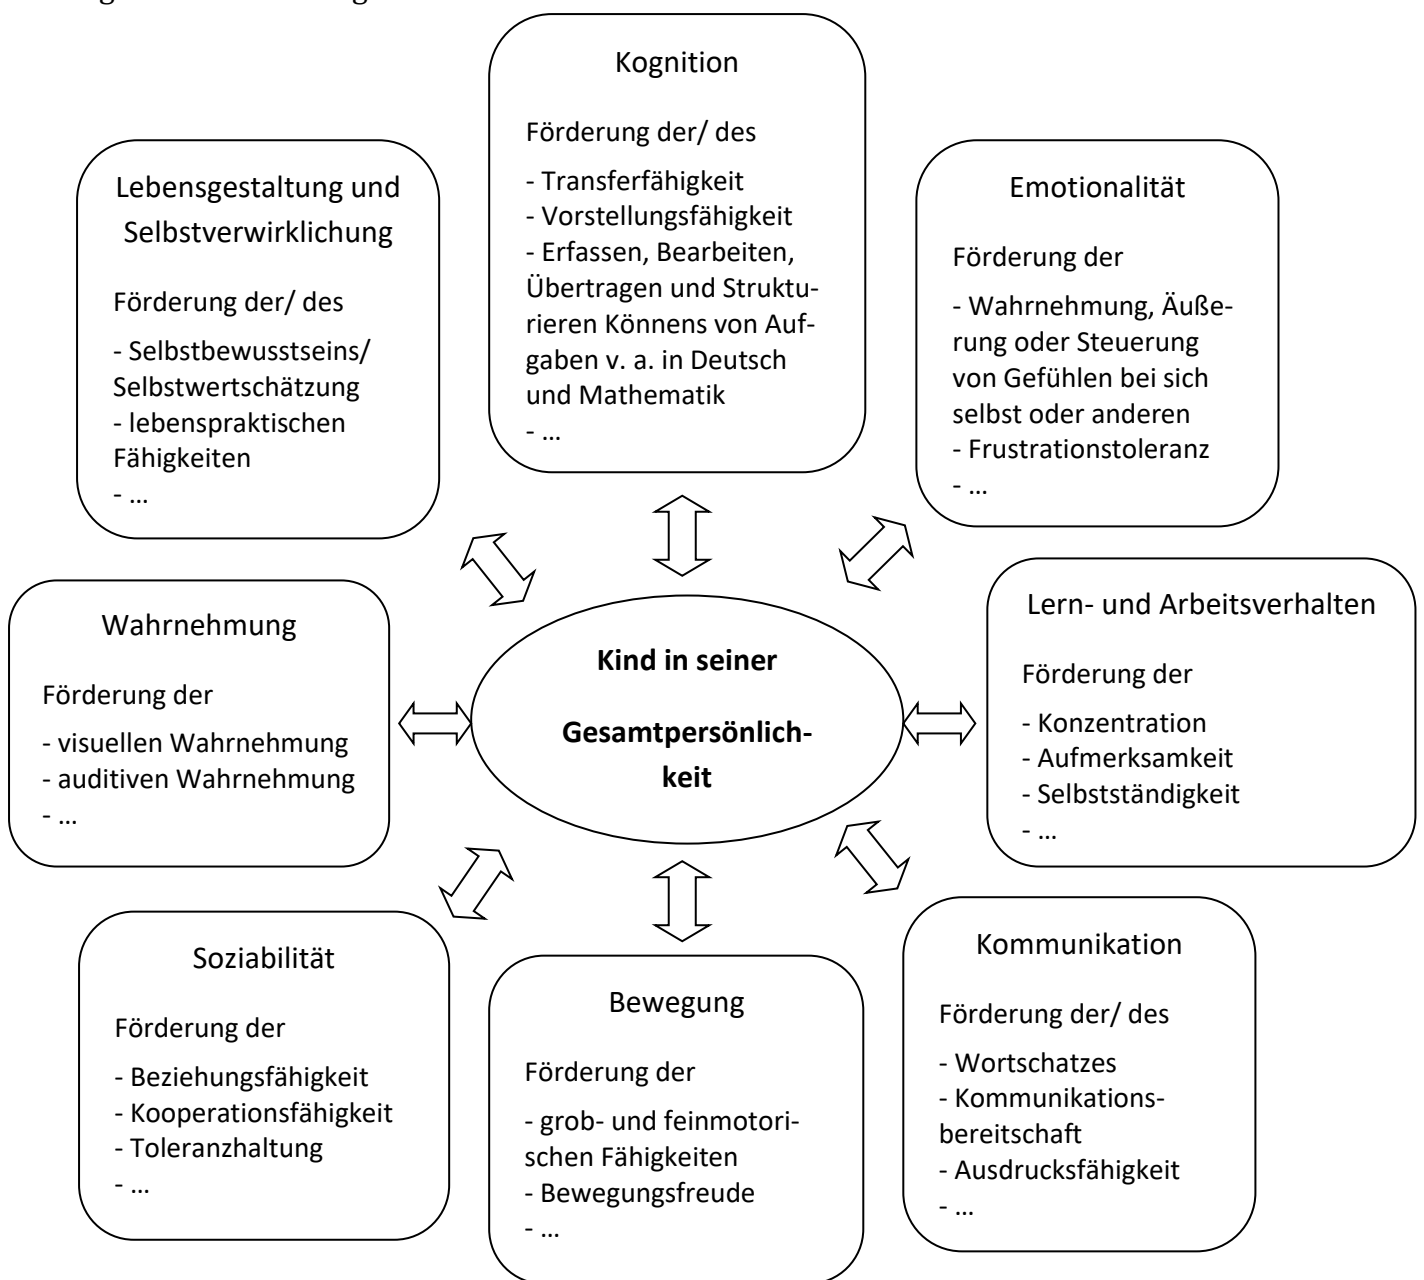 Kognition
Förderung der/ des
- Transferfähigkeit
- Vorstellungsfähigkeit
- Erfassen, Bearbeiten,
Übertragen und Struktu-
rieren Könnens von Auf-
gaben v. a. in Deutsch
und Mathematik
- ...
Lebensgestaltung und
Selbstverwirklichung
Förderung der/ des
- Selbstbewusstseins/
Selbstwertschätzung
- lebenspraktischen
Fähigkeiten
- ...
Emotionalität
Förderung der
- Wahrnehmung, Äuße-
rung oder Steuerung
von Gefühlen bei sich
selbst oder anderen
- Frustrationstoleranz
- ...
Wahrnehmung
Förderung der
- visuellen Wahrnehmung
- auditiven Wahrnehmung
- ...
Kind in seiner
Gesamtpersönlich-
keit
Lern- und Arbeitsverhalten
Förderung der
- Konzentration
- Aufmerksamkeit
- Selbstständigkeit
- ...
Soziabilität
Förderung der
- Beziehungsfähigkeit
- Kooperationsfähigkeit
- Toleranzhaltung
- ...
Bewegung
Förderung der
- grob- und feinmotori-
schen Fähigkeiten
- Bewegungsfreude
- ...
Kommunikation
Förderung der/ des
- Wortschatzes
- Kommunikations-
bereitschaft
- Ausdrucksfähigkeit
- ...